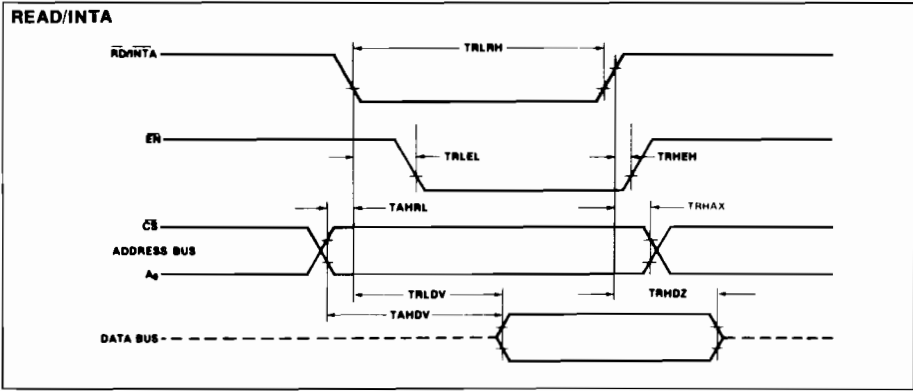 READ/INTA
RD/INTA
TRLRH
EN
TRLEL
TRHEH
TAHRL
TRHAX
CS
ADDRESS BUS
A₀
TRLDV
TRHDZ
TAHDV
DATA BUS